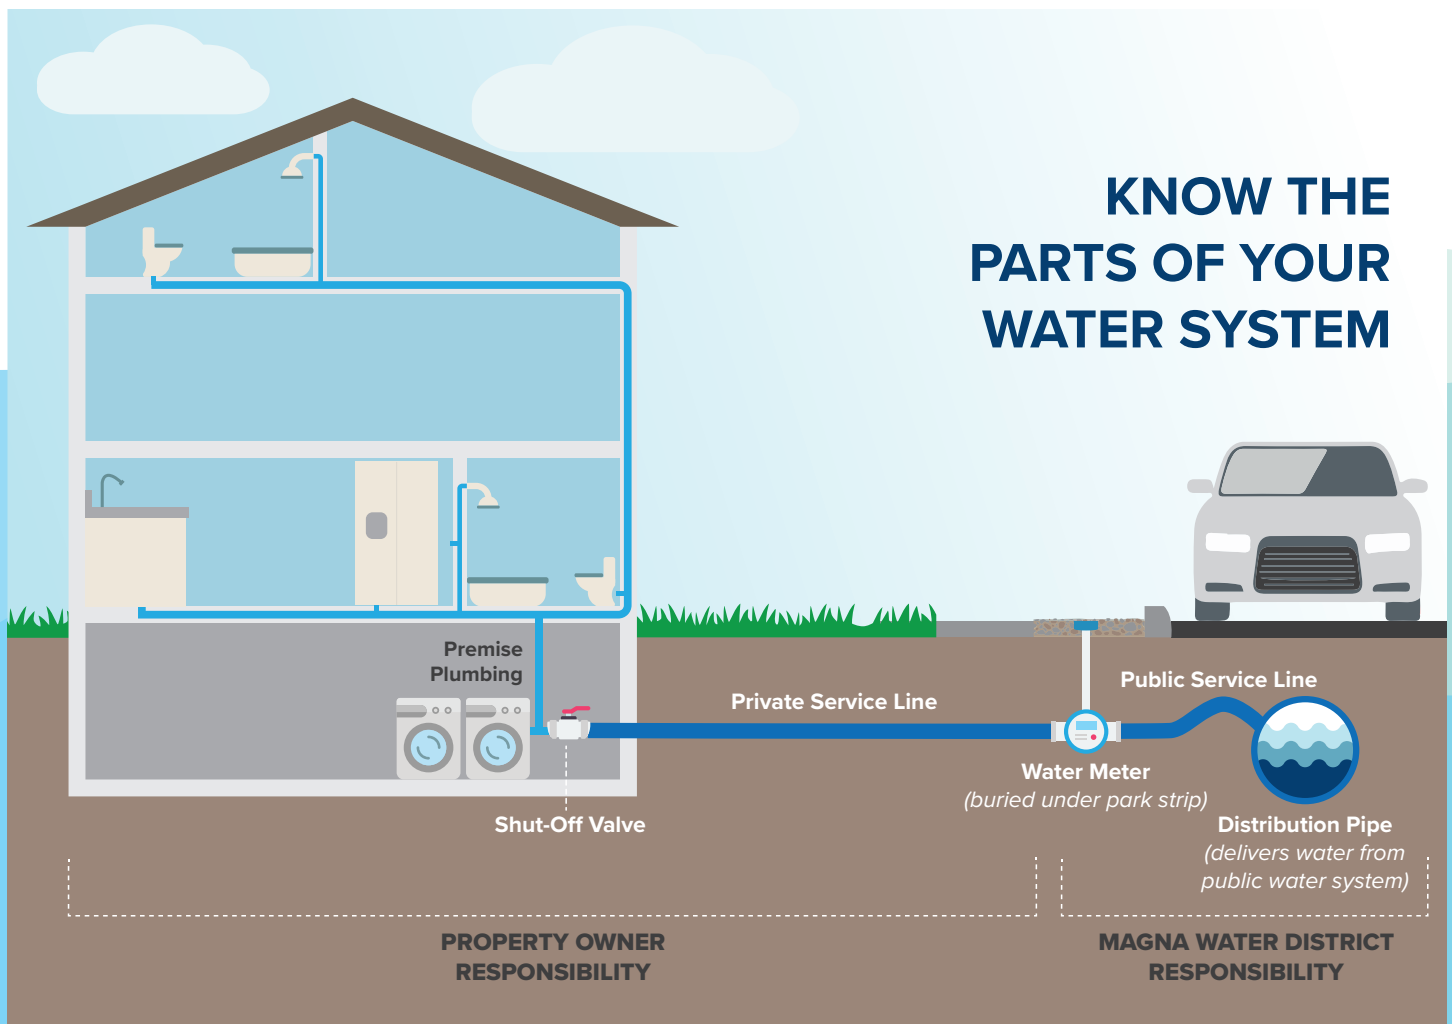 KNOW THE
PARTS OF YOUR
WATER SYSTEM
Premise
Plumbing
Private Service Line
Public Service Line
Water Meter
(buried under park strip)
Shut-Off Valve
Distribution Pipe
(delivers water from
public water system)
PROPERTY OWNER
RESPONSIBILITY
MAGNA WATER DISTRICT
RESPONSIBILITY